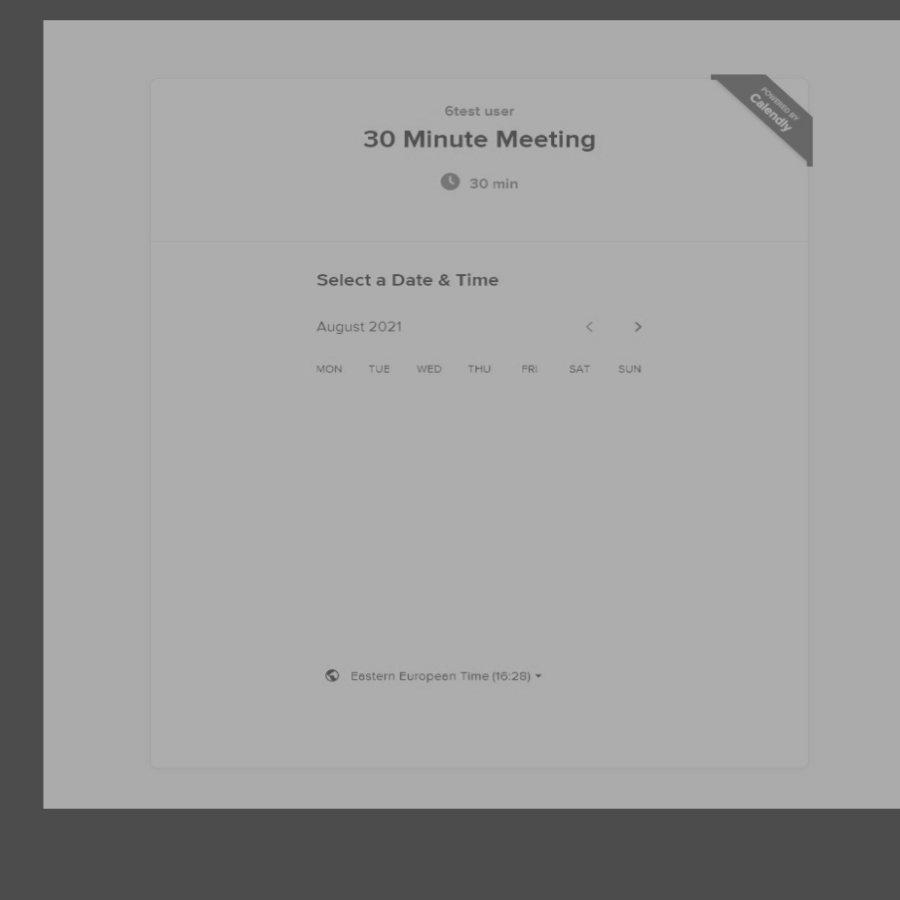 POWERED BY
Calendly
6test user
30 Minute Meeting
30 min
Select a Date & Time
August 2021
MON TUE WED THU FRI SAT SUN
Eastern European Time (16:28)